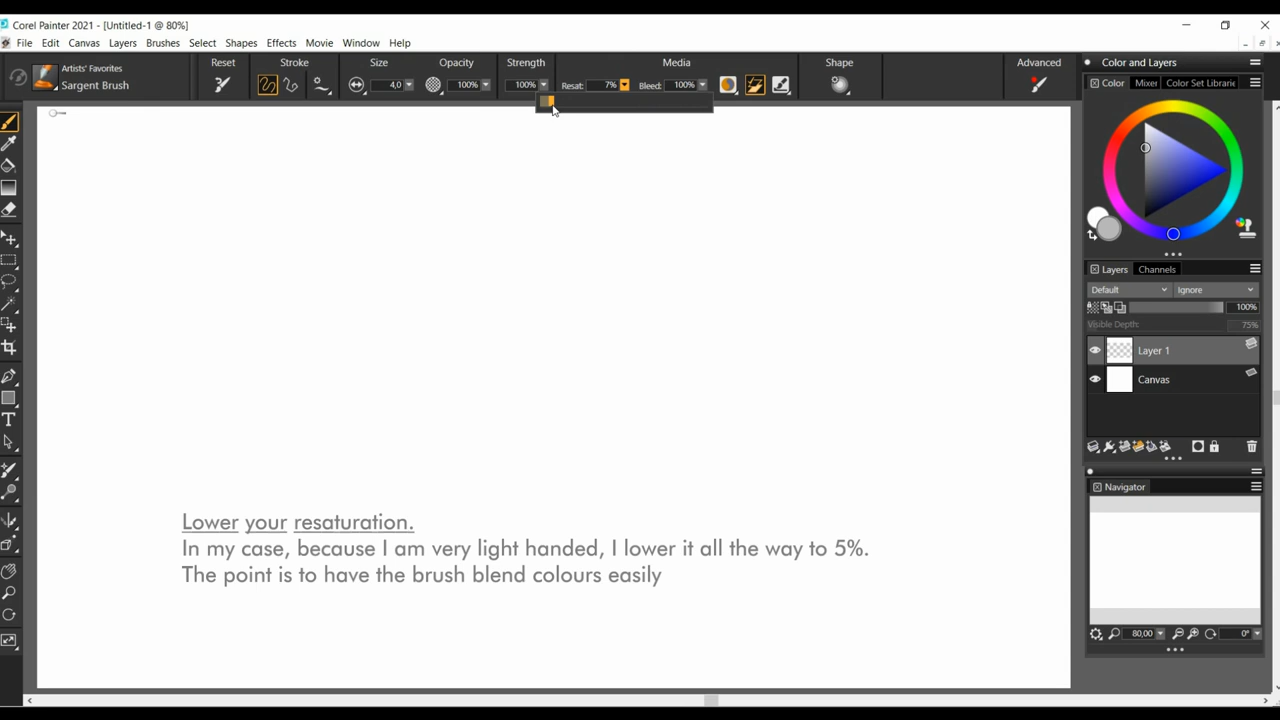 Corel Painter 2021 - [Untitled-1 @ 80%]
File Edit Canvas Layers Brushes Select Shapes Effects Movie Window Help
Artists' Favorites
Sargent Brush
Reset Stroke Size Opacity Strength Media Shape Advanced
4,0 100% 100% Resat: 7% Bleed: 100%
Color and Layers
Color Mixer Color Set Librarie
Layers Channels
Default Ignore
100%
Visible Depth: 75%
Layer 1
Canvas
Navigator
80,00 0°
Lower your resaturation.
In my case, because I am very light handed, I lower it all the way to 5%.
The point is to have the brush blend colours easily